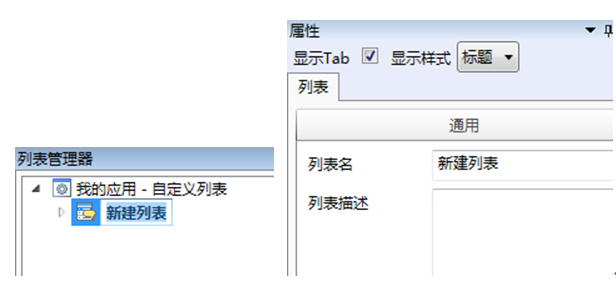 列表管理器
我的应用 - 自定义列表
新建列表
属性
显示Tab 显示样式 标题
列表
通用
列表名 新建列表
列表描述